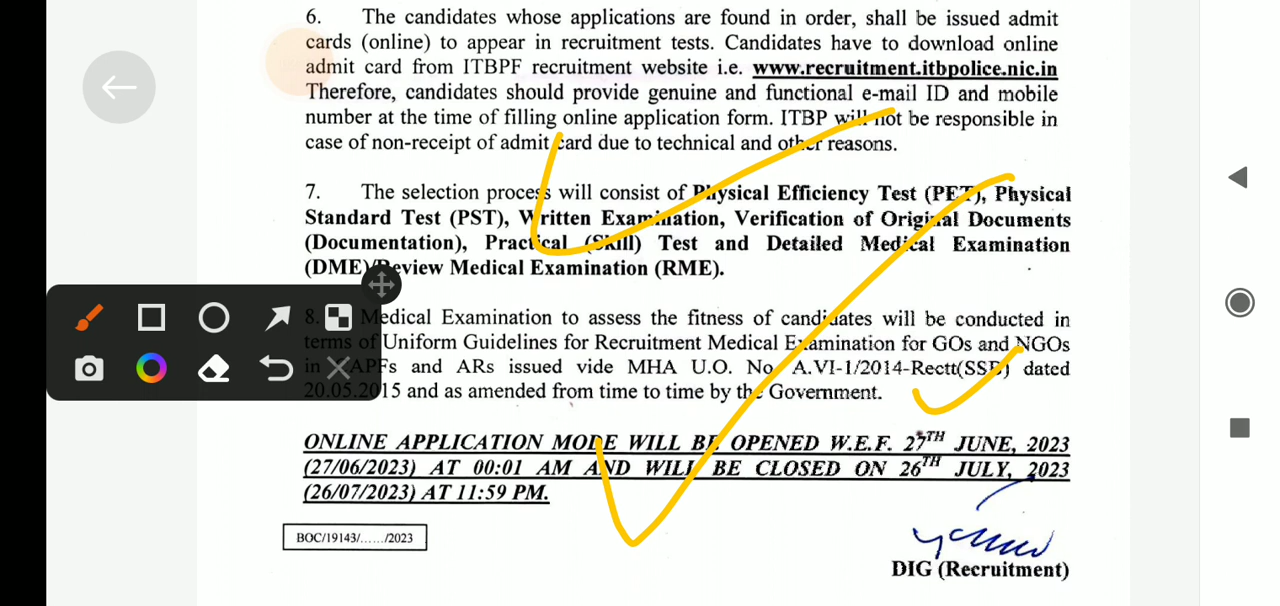 6. The candidates whose applications are found in order, shall be issued admit
cards (online) to appear in recruitment tests. Candidates have to download online
admit card from ITBPF recruitment website i.e. www.recruitment.itbpolice.nic.in
Therefore, candidates should provide genuine and functional e-mail ID and mobile
number at the time of filling online application form. ITBP will not be responsible in
case of non-receipt of admit card due to technical and other reasons.
7. The selection process will consist of Physical Efficiency Test (PET), Physical
Standard Test (PST), Written Examination, Verification of Original Documents
(Documentation), Practical (Skill) Test and Detailed Medical Examination
(DME)/Review Medical Examination (RME).
8. Medical Examination to assess the fitness of candidates will be conducted in
terms of Uniform Guidelines for Recruitment Medical Examination for GOs and NGOs
in CAPFs and ARs issued vide MHA U.O. No. A.VI-1/2014-Rectt(SSB) dated
20.05.2015 and as amended from time to time by the Government.
ONLINE APPLICATION MODE WILL BE OPENED W.E.F. 27TH JUNE, 2023
(27/06/2023) AT 00:01 AM AND WILL BE CLOSED ON 26TH JULY, 2023
(26/07/2023) AT 11:59 PM.
BOC/19143/....../2023
DIG (Recruitment)